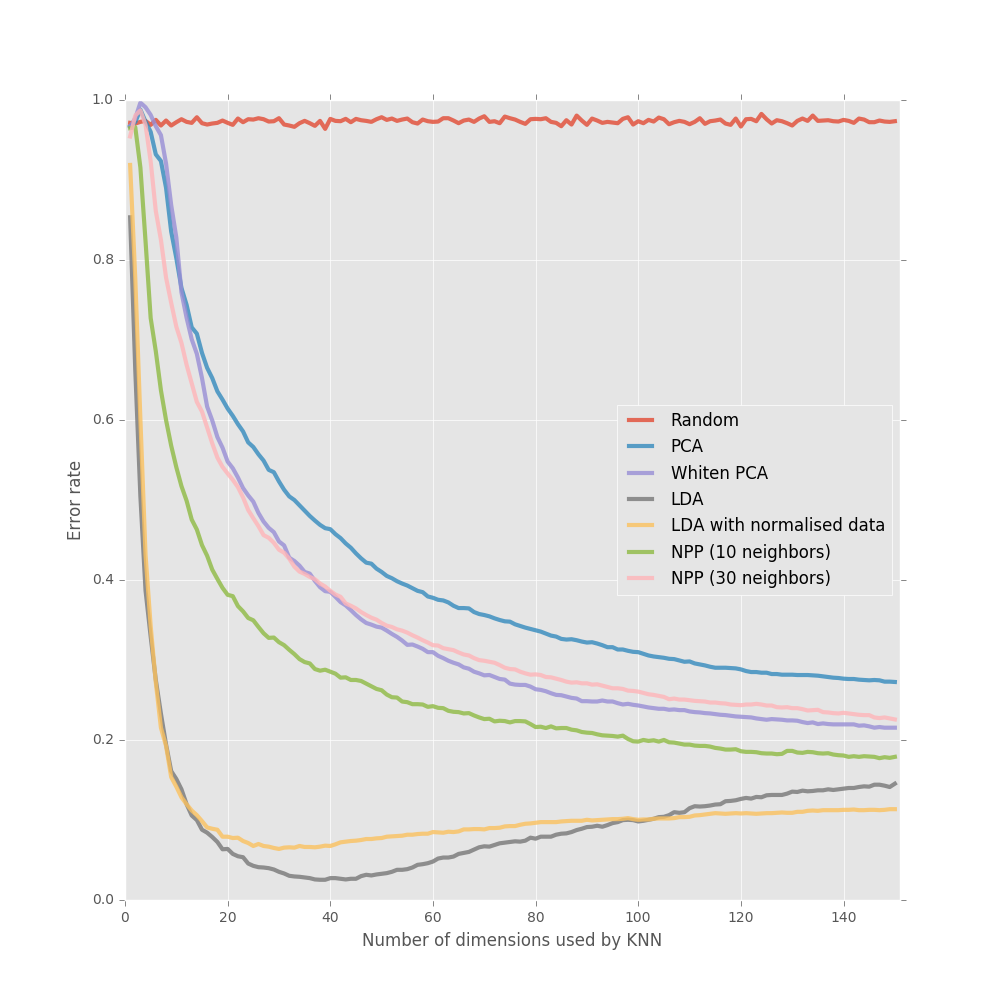 1.0
0.8
0.6
0.4
0.2
0.0
Error rate
Random
PCA
Whiten PCA
LDA
LDA with normalised data
NPP (10 neighbors)
NPP (30 neighbors)
0 20 40 60 80 100 120 140
Number of dimensions used by KNN